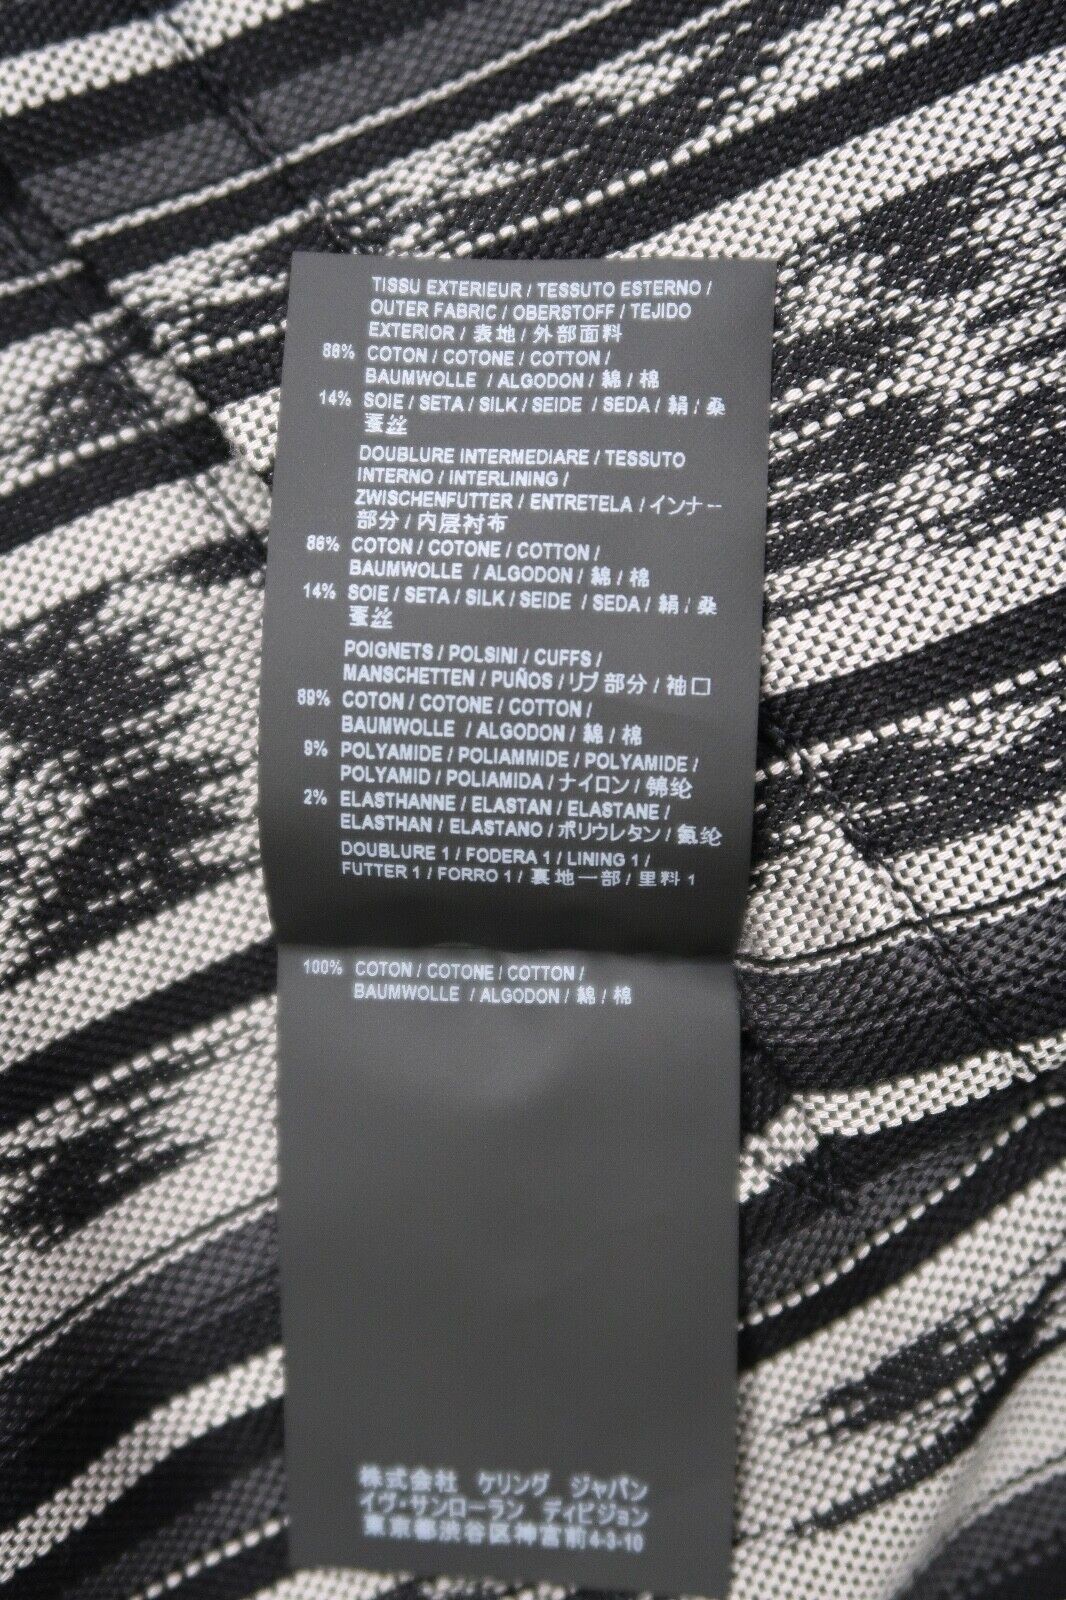 TISSU EXTERIEUR / TESSUTO ESTERNO /
OUTER FABRIC / OBERSTOFF / TEJIDO
EXTERIOR / 表地 / 外部面料
86% COTON / COTONE / COTTON /
BAUMWOLLE / ALGODON / 綿 / 棉
14% SOIE / SETA / SILK / SEIDE / SEDA / 絹 / 桑
蚕丝
DOUBLURE INTERMEDIARE / TESSUTO
INTERNO / INTERLINING /
ZWISCHENFUTTER / ENTRETELA / インナー
部分 / 内层衬布
86% COTON / COTONE / COTTON /
BAUMWOLLE / ALGODON / 綿 / 棉
14% SOIE / SETA / SILK / SEIDE / SEDA / 絹 / 桑
蚕丝
POIGNETS / POLSINI / CUFFS /
MANSCHETTEN / PUÑOS / リブ部分 / 袖口
89% COTON / COTONE / COTTON /
BAUMWOLLE / ALGODON / 綿 / 棉
9% POLYAMIDE / POLIAMMIDE / POLYAMIDE /
POLYAMID / POLIAMIDA / ナイロン / 锦纶
2% ELASTHANNE / ELASTAN / ELASTANE /
ELASTHAN / ELASTANO / ポリウレタン / 氨纶
DOUBLURE 1 / FODERA 1 / LINING 1 /
FUTTER 1 / FORRO 1 / 裏地一部 / 里料 1
100% COTON / COTONE / COTTON /
BAUMWOLLE / ALGODON / 綿 / 棉
株式会社 ケリング ジャパン
イヴ・サンローラン ディビジョン
東京都渋谷区神宮前4-3-10